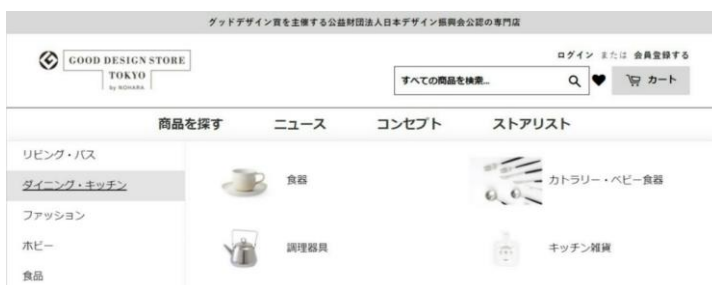 グッドデザイン賞を主催する公益財団法人日本デザイン振興会公認の専門店
GOOD DESIGN STORE
TOKYO
by NOHARA
ログイン または 会員登録する
すべての商品を検索...
カート
商品を探す ニュース コンセプト ストアリスト
リビング・バス
ダイニング・キッチン
ファッション
ホビー
食品
食器
カトラリー・ベビー食器
調理器具
キッチン雑貨